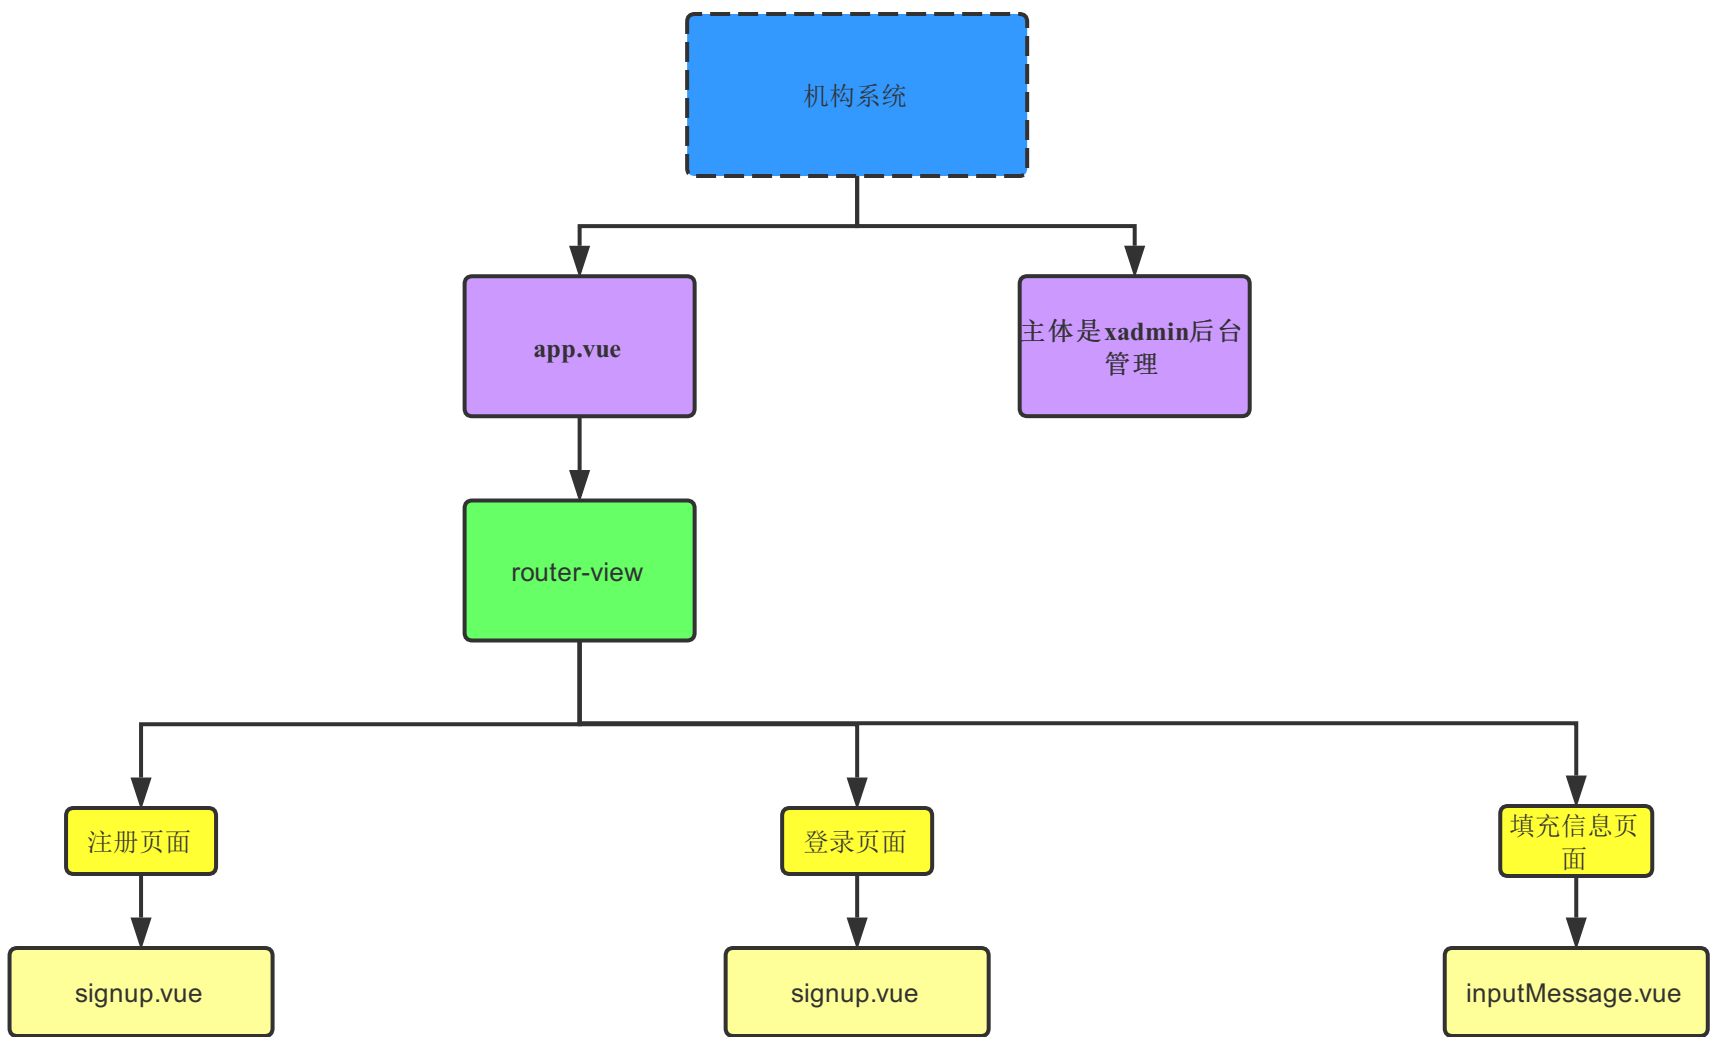 机构系统
app.vue
主体是xadmin后台
管理
router-view
注册页面
登录页面
填充信息页
面
signup.vue
signup.vue
inputMessage.vue